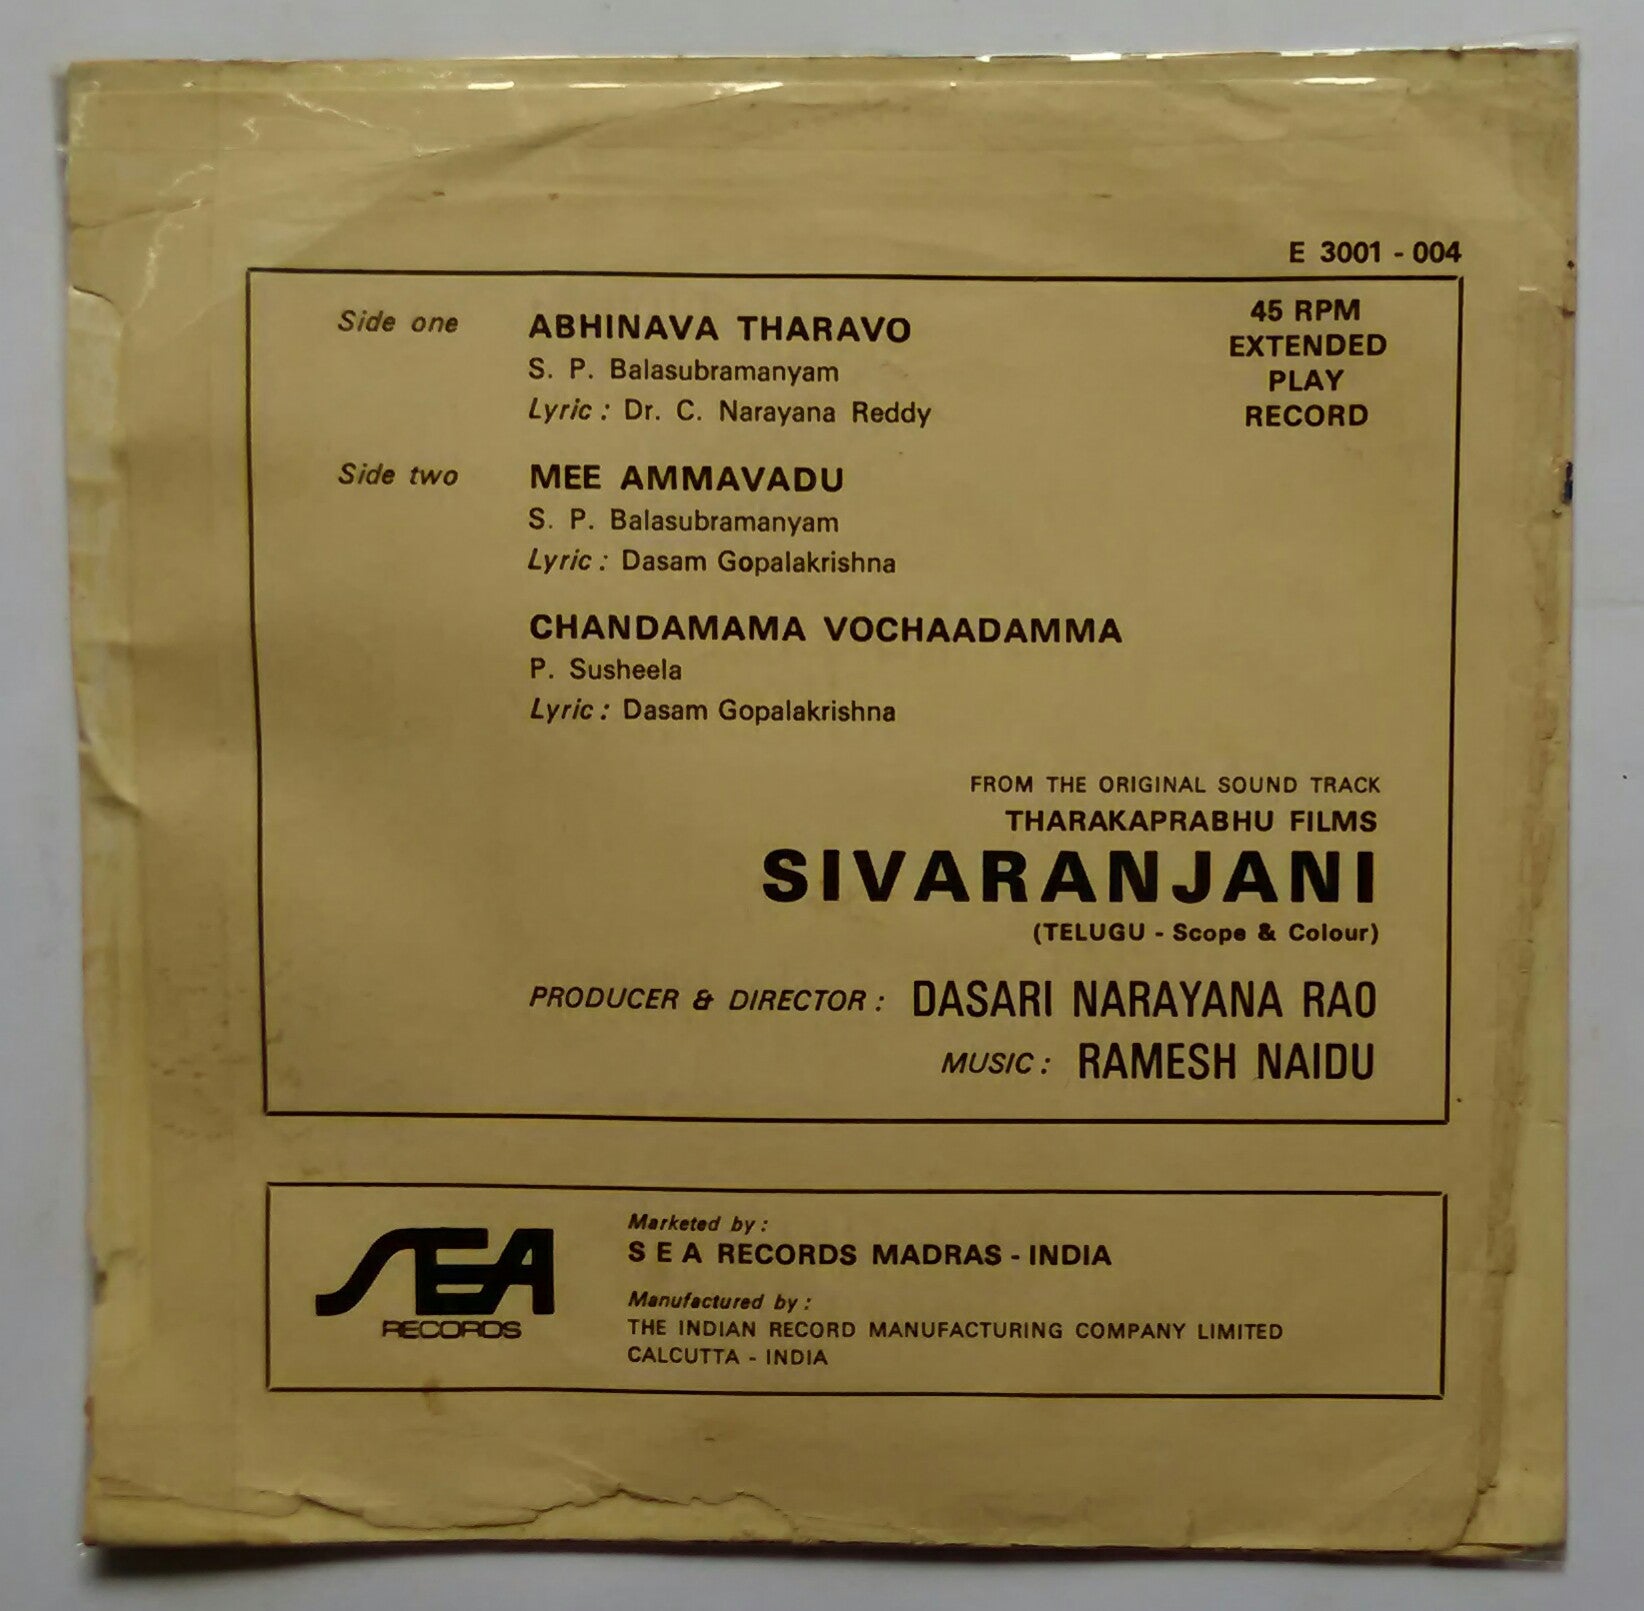 E 3001 - 004
Side one
ABHINAVA THARAVO
S. P. Balasubramanyam
Lyric : Dr. C. Narayana Reddy
45 RPM
EXTENDED
PLAY
RECORD
Side two
MEE AMMAVADU
S. P. Balasubramanyam
Lyric : Dasam Gopalakrishna
CHANDAMAMA VOCHAADAMMA
P. Susheela
Lyric : Dasam Gopalakrishna
FROM THE ORIGINAL SOUND TRACK
THARAKAPRABHU FILMS
SIVARANJANI
(TELUGU - Scope & Colour)
PRODUCER & DIRECTOR : DASARI NARAYANA RAO
MUSIC : RAMESH NAIDU
SEA
RECORDS
Marketed by :
S E A RECORDS MADRAS - INDIA
Manufactured by :
THE INDIAN RECORD MANUFACTURING COMPANY LIMITED
CALCUTTA - INDIA